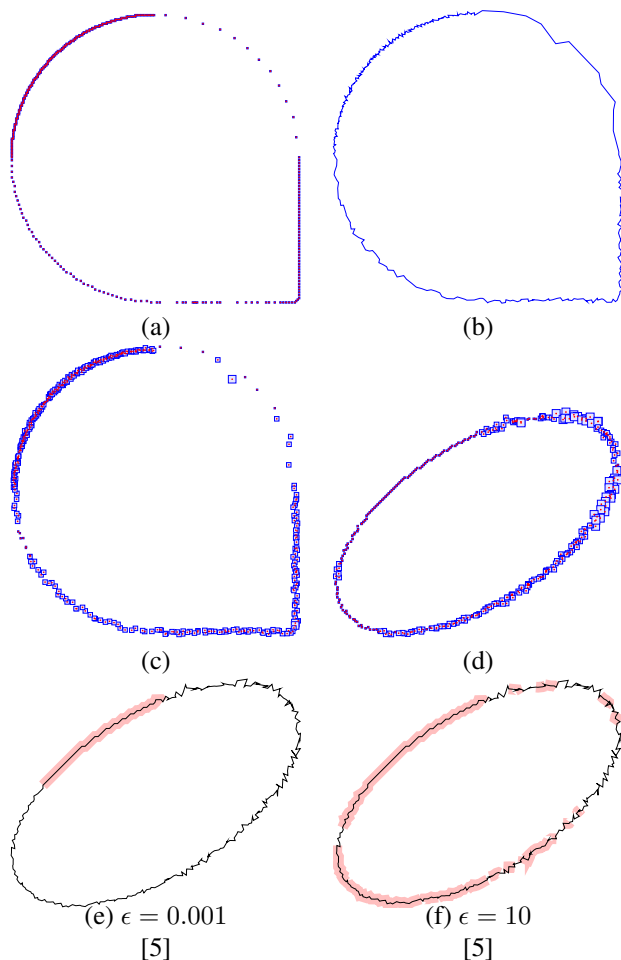 (a) (b)
(c) (d)
(e) ϵ = 0.001 (f) ϵ = 10
[5] [5]